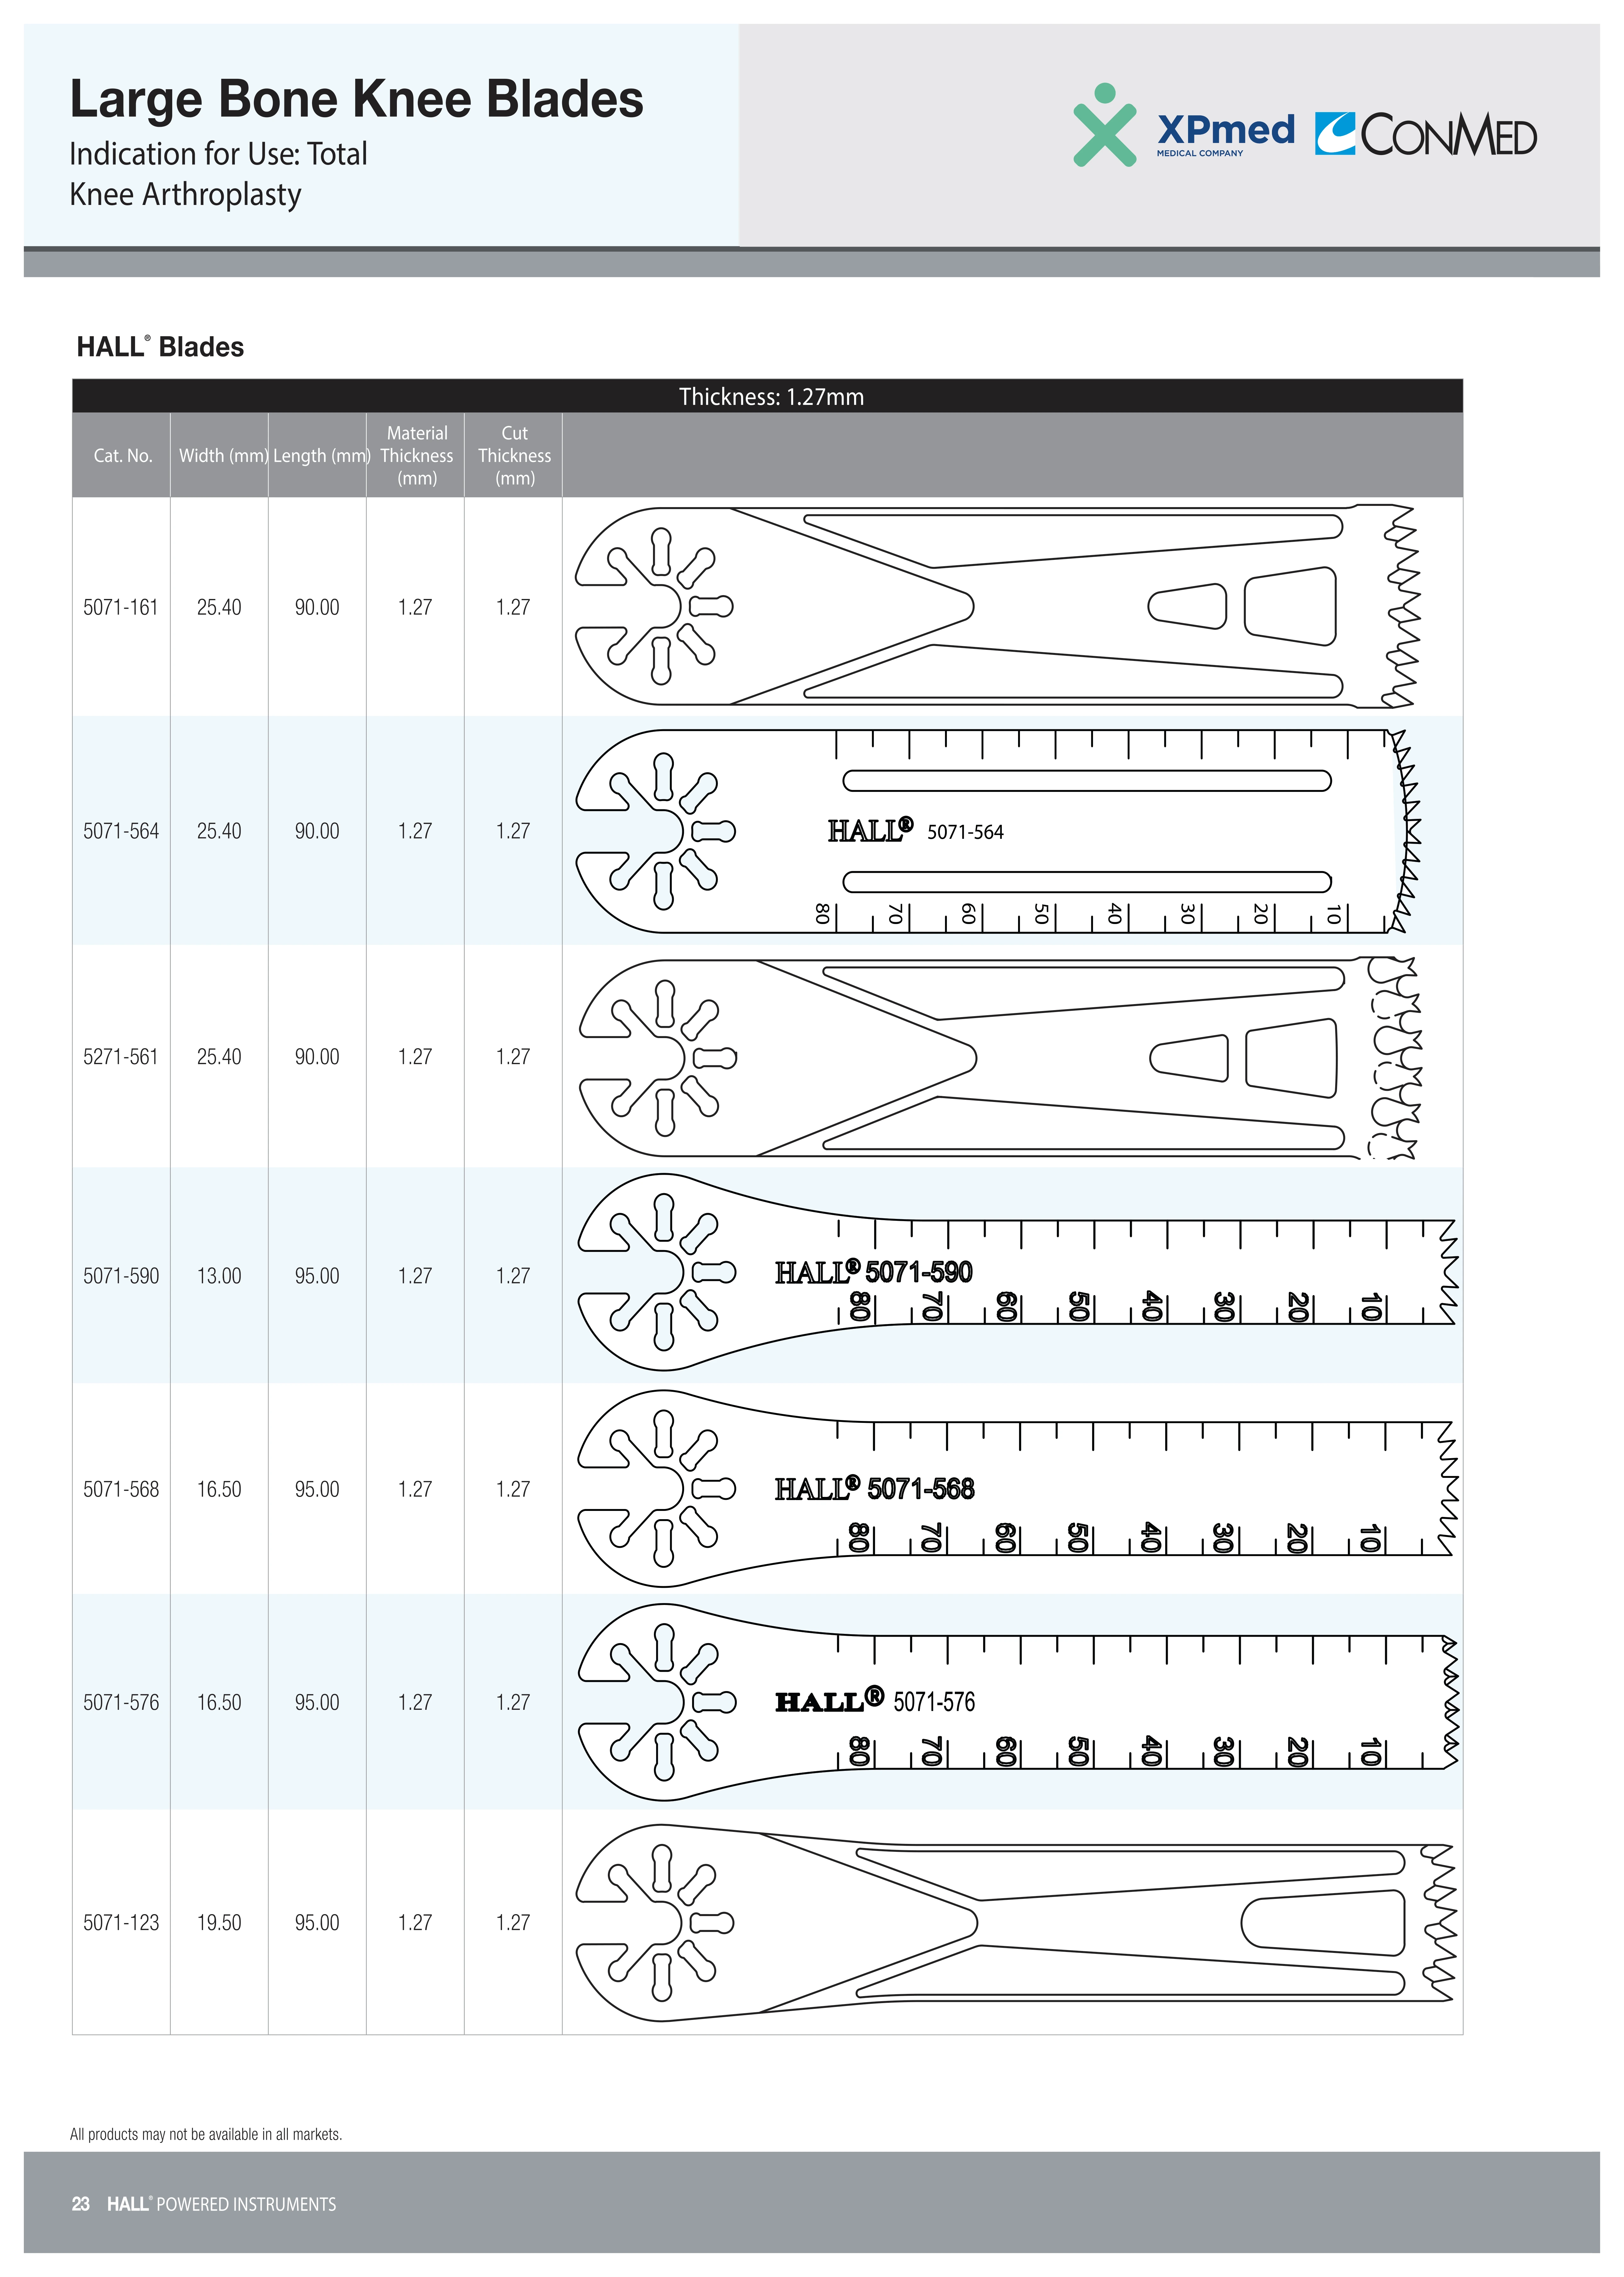 Large Bone Knee Blades
Indication for Use: Total
Knee Arthroplasty
XPmed
MEDICAL COMPANY
CONMED
HALL® Blades
Thickness: 1.27mm
Cat. No. Width (mm) Length (mm) Material Thickness (mm) Cut Thickness (mm)
5071-161 25.40 90.00 1.27 1.27
5071-564 25.40 90.00 1.27 1.27
HALL® 5071-564
80 70 60 50 40 30 20 10
5271-561 25.40 90.00 1.27 1.27
5071-590 13.00 95.00 1.27 1.27
HALL® 5071-590
80 70 60 50 40 30 20 10
5071-568 16.50 95.00 1.27 1.27
HALL® 5071-568
80 70 60 50 40 30 20 10
5071-576 16.50 95.00 1.27 1.27
HALL® 5071-576
80 70 60 50 40 30 20 10
5071-123 19.50 95.00 1.27 1.27
All products may not be available in all markets.
23 HALL® POWERED INSTRUMENTS